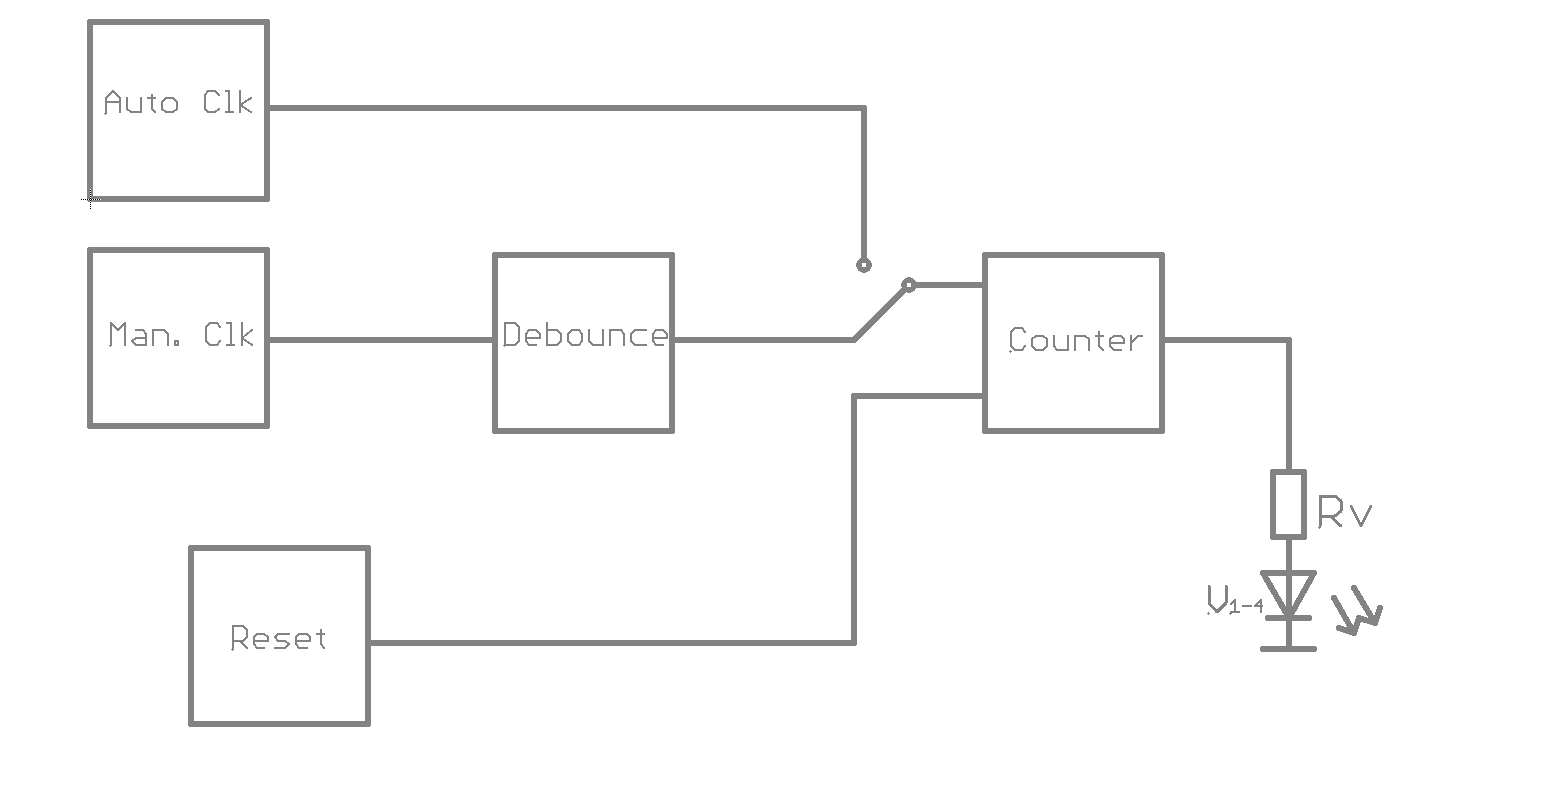 Auto Clk
Man. Clk
Debounce
Counter
Rv
V1-4
Reset